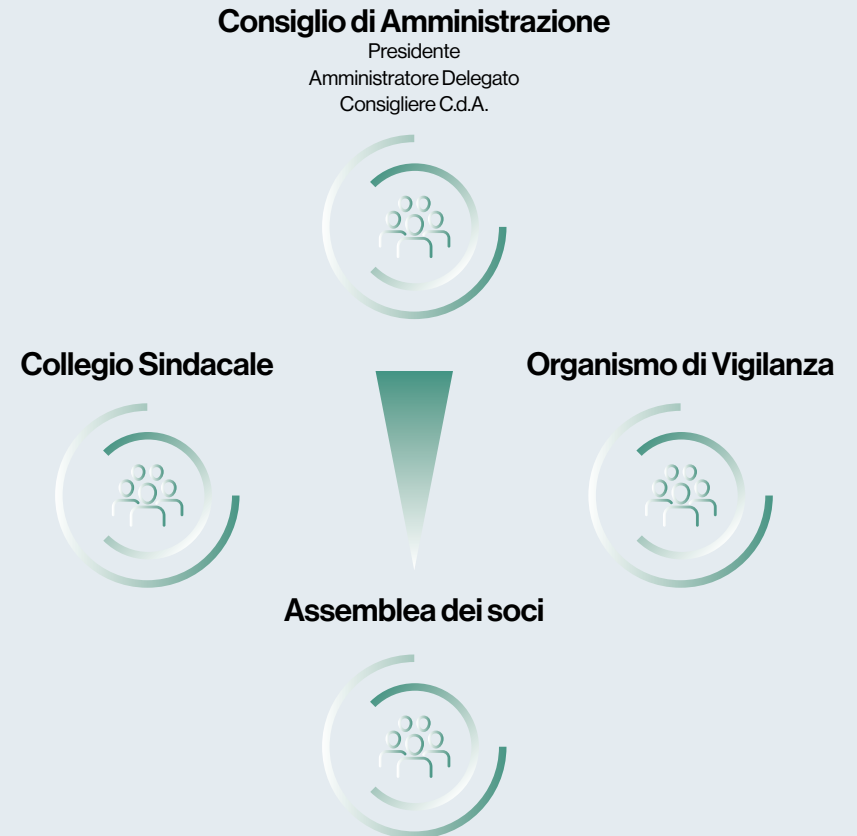 Consiglio di Amministrazione
Presidente
Amministratore Delegato
Consigliere C.d.A.
Collegio Sindacale
Organismo di Vigilanza
Assemblea dei soci